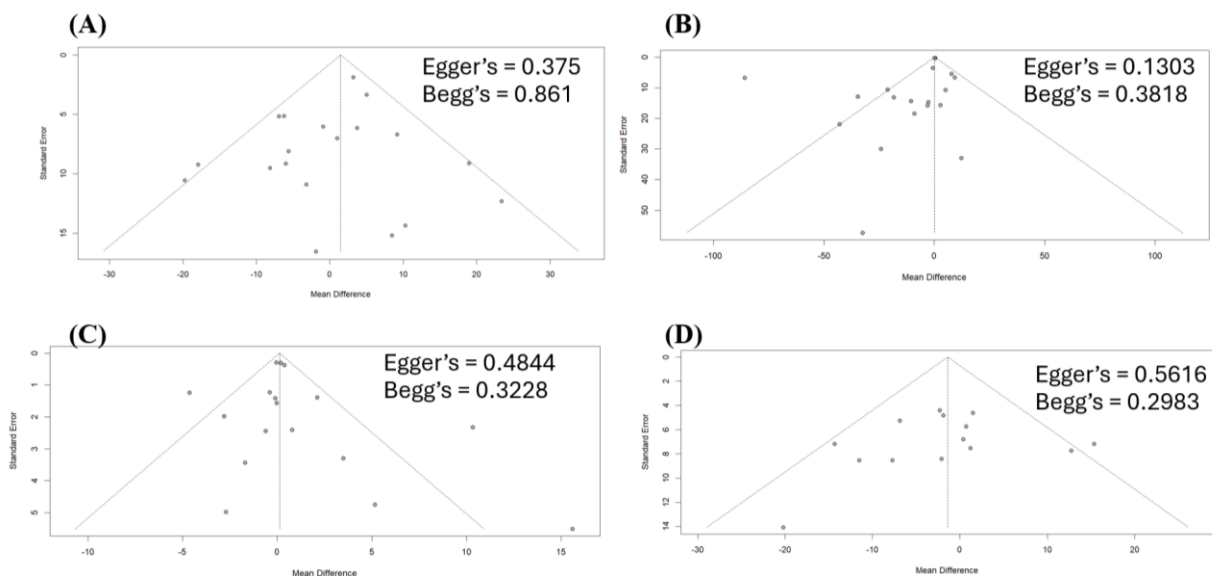 (A)
Egger's = 0.375
Begg's = 0.861
0
5
10
15
Standard Error
-30
-20
-10
0
10
20
30
Mean Difference
(B)
Egger's = 0.1303
Begg's = 0.3818
0
10
20
30
40
50
Standard Error
-100
-50
0
50
100
Mean Difference
(C)
Egger's = 0.4844
Begg's = 0.3228
0
1
2
3
4
5
Standard Error
-10
-5
0
5
10
15
Mean Difference
(D)
Egger's = 0.5616
Begg's = 0.2983
0
2
4
6
8
10
12
14
Standard Error
-30
-20
-10
0
10
20
Mean Difference